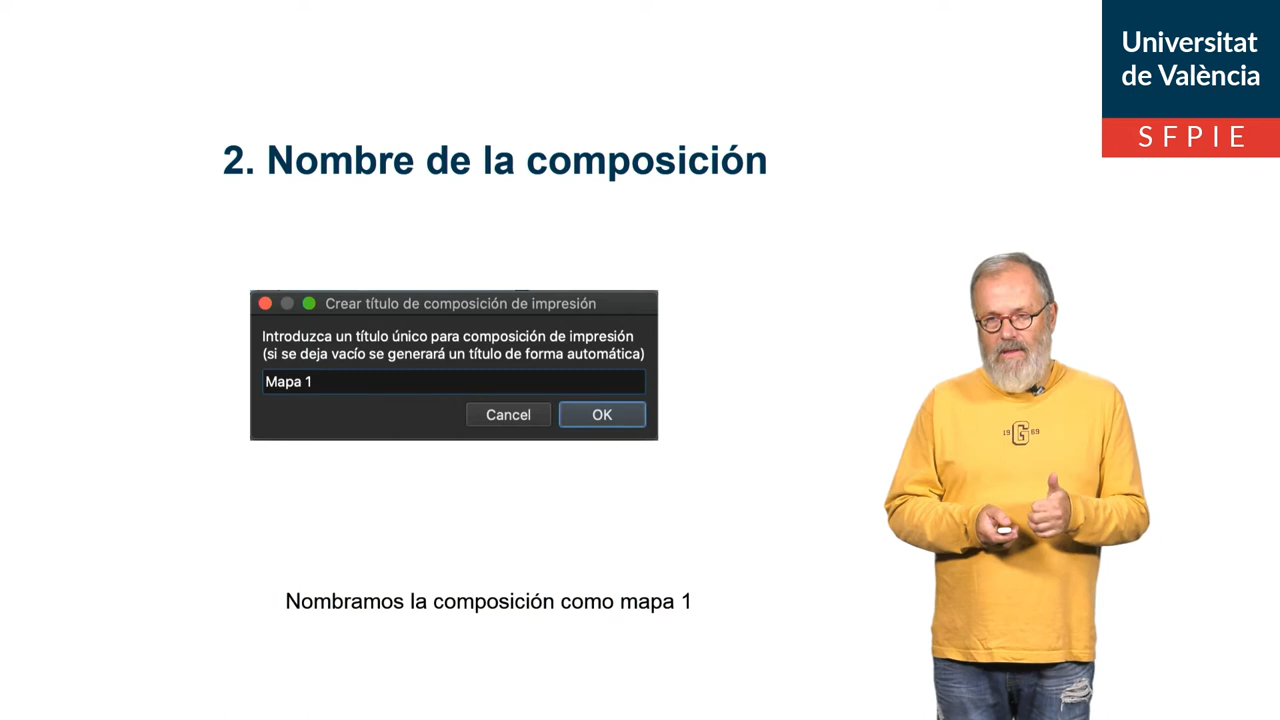 Universitat
de València
SFPIE
2. Nombre de la composición
Crear título de composición de impresión
Introduzca un título único para composición de impresión
(si se deja vacío se generará un título de forma automática)
Mapa 1
Cancel
OK
19 G 69
Nombramos la composición como mapa 1